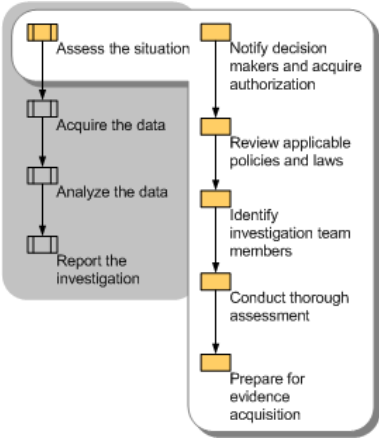 Assess the situation
Acquire the data
Analyze the data
Report the
investigation
Notify decision
makers and acquire
authorization
Review applicable
policies and laws
Identify
investigation team
members
Conduct thorough
assessment
Prepare for
evidence
acquisition